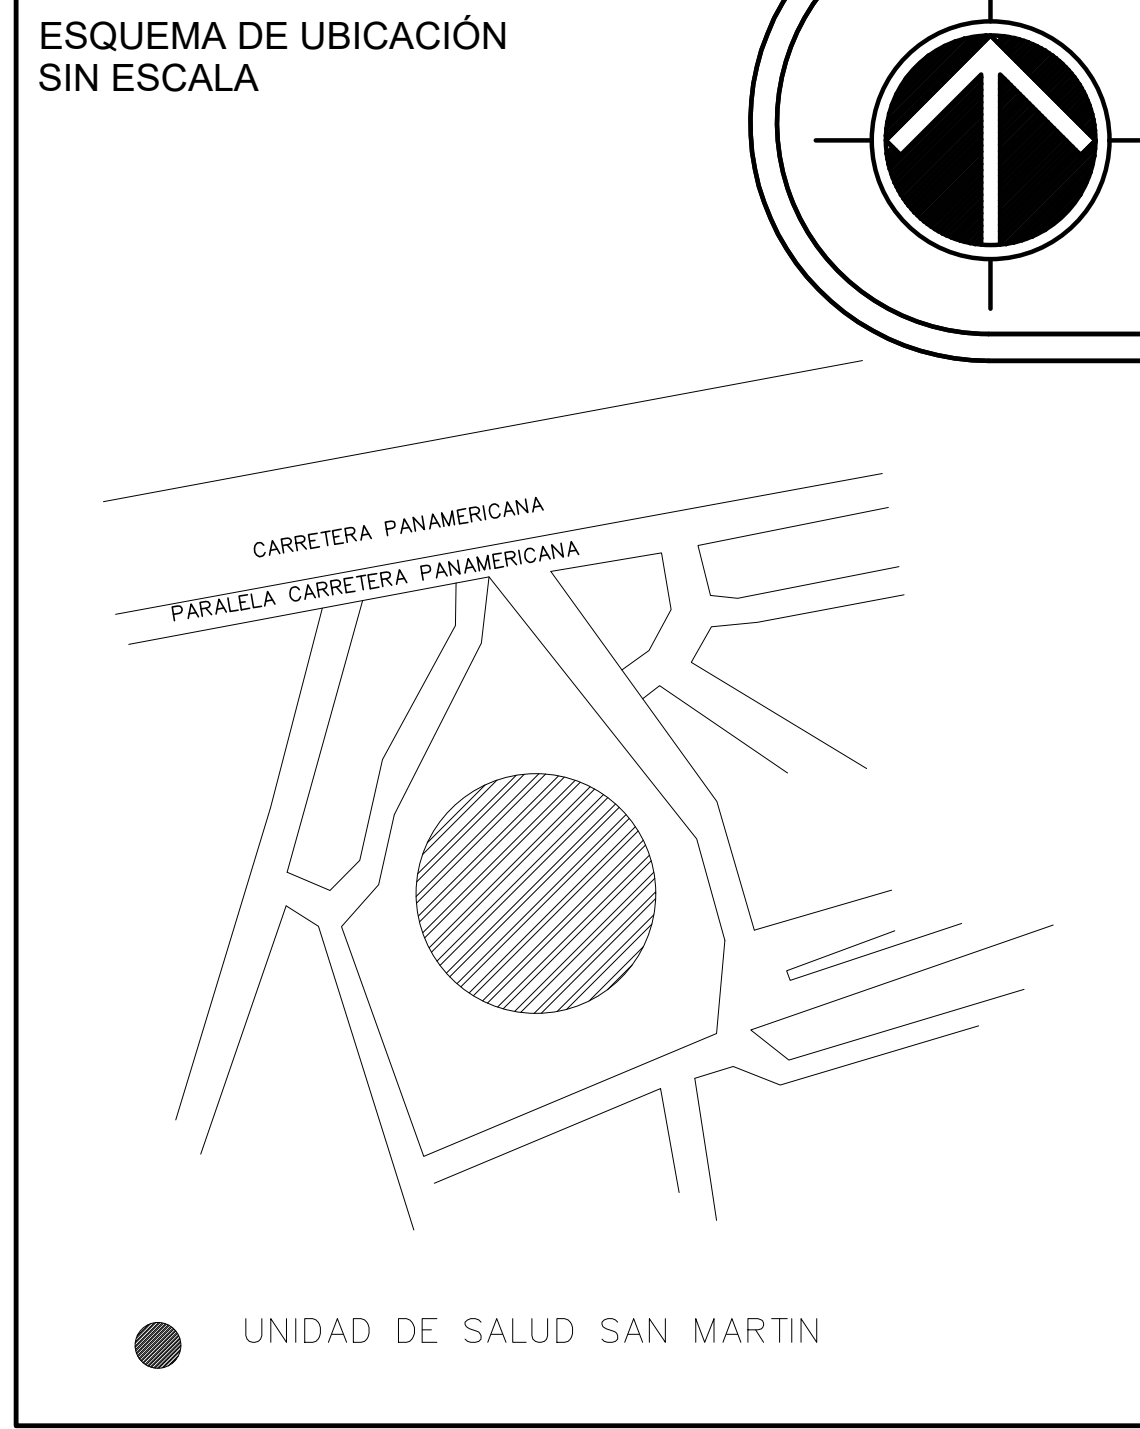 ESQUEMA DE UBICACIÓN
SIN ESCALA
CARRETERA PANAMERICANA
PARALELA CARRETERA PANAMERICANA
UNIDAD DE SALUD SAN MARTIN